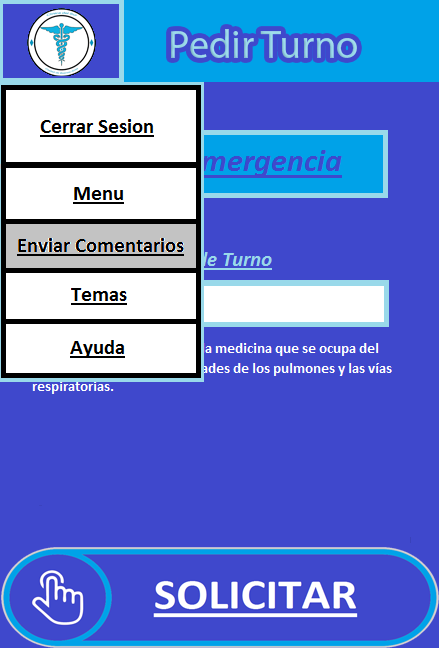 Pedir Turno
Cerrar Sesion
mergencia
Menu
Enviar Comentarios
de Turno
Temas
Ayuda
a medicina que se ocupa del
ades de los pulmones y las vías
respiratorias.
SOLICITAR